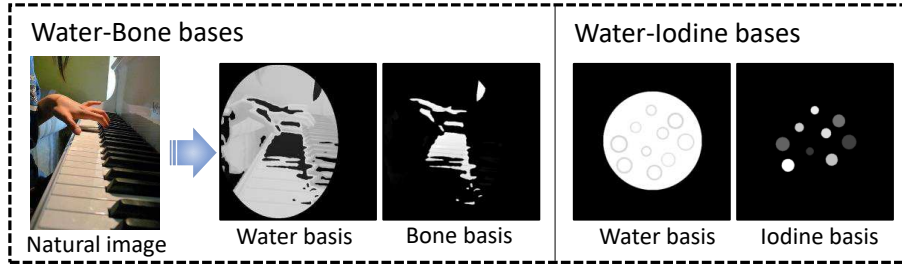 Water-Bone bases
Natural image
Water basis
Bone basis
Water-Iodine bases
Water basis
Iodine basis